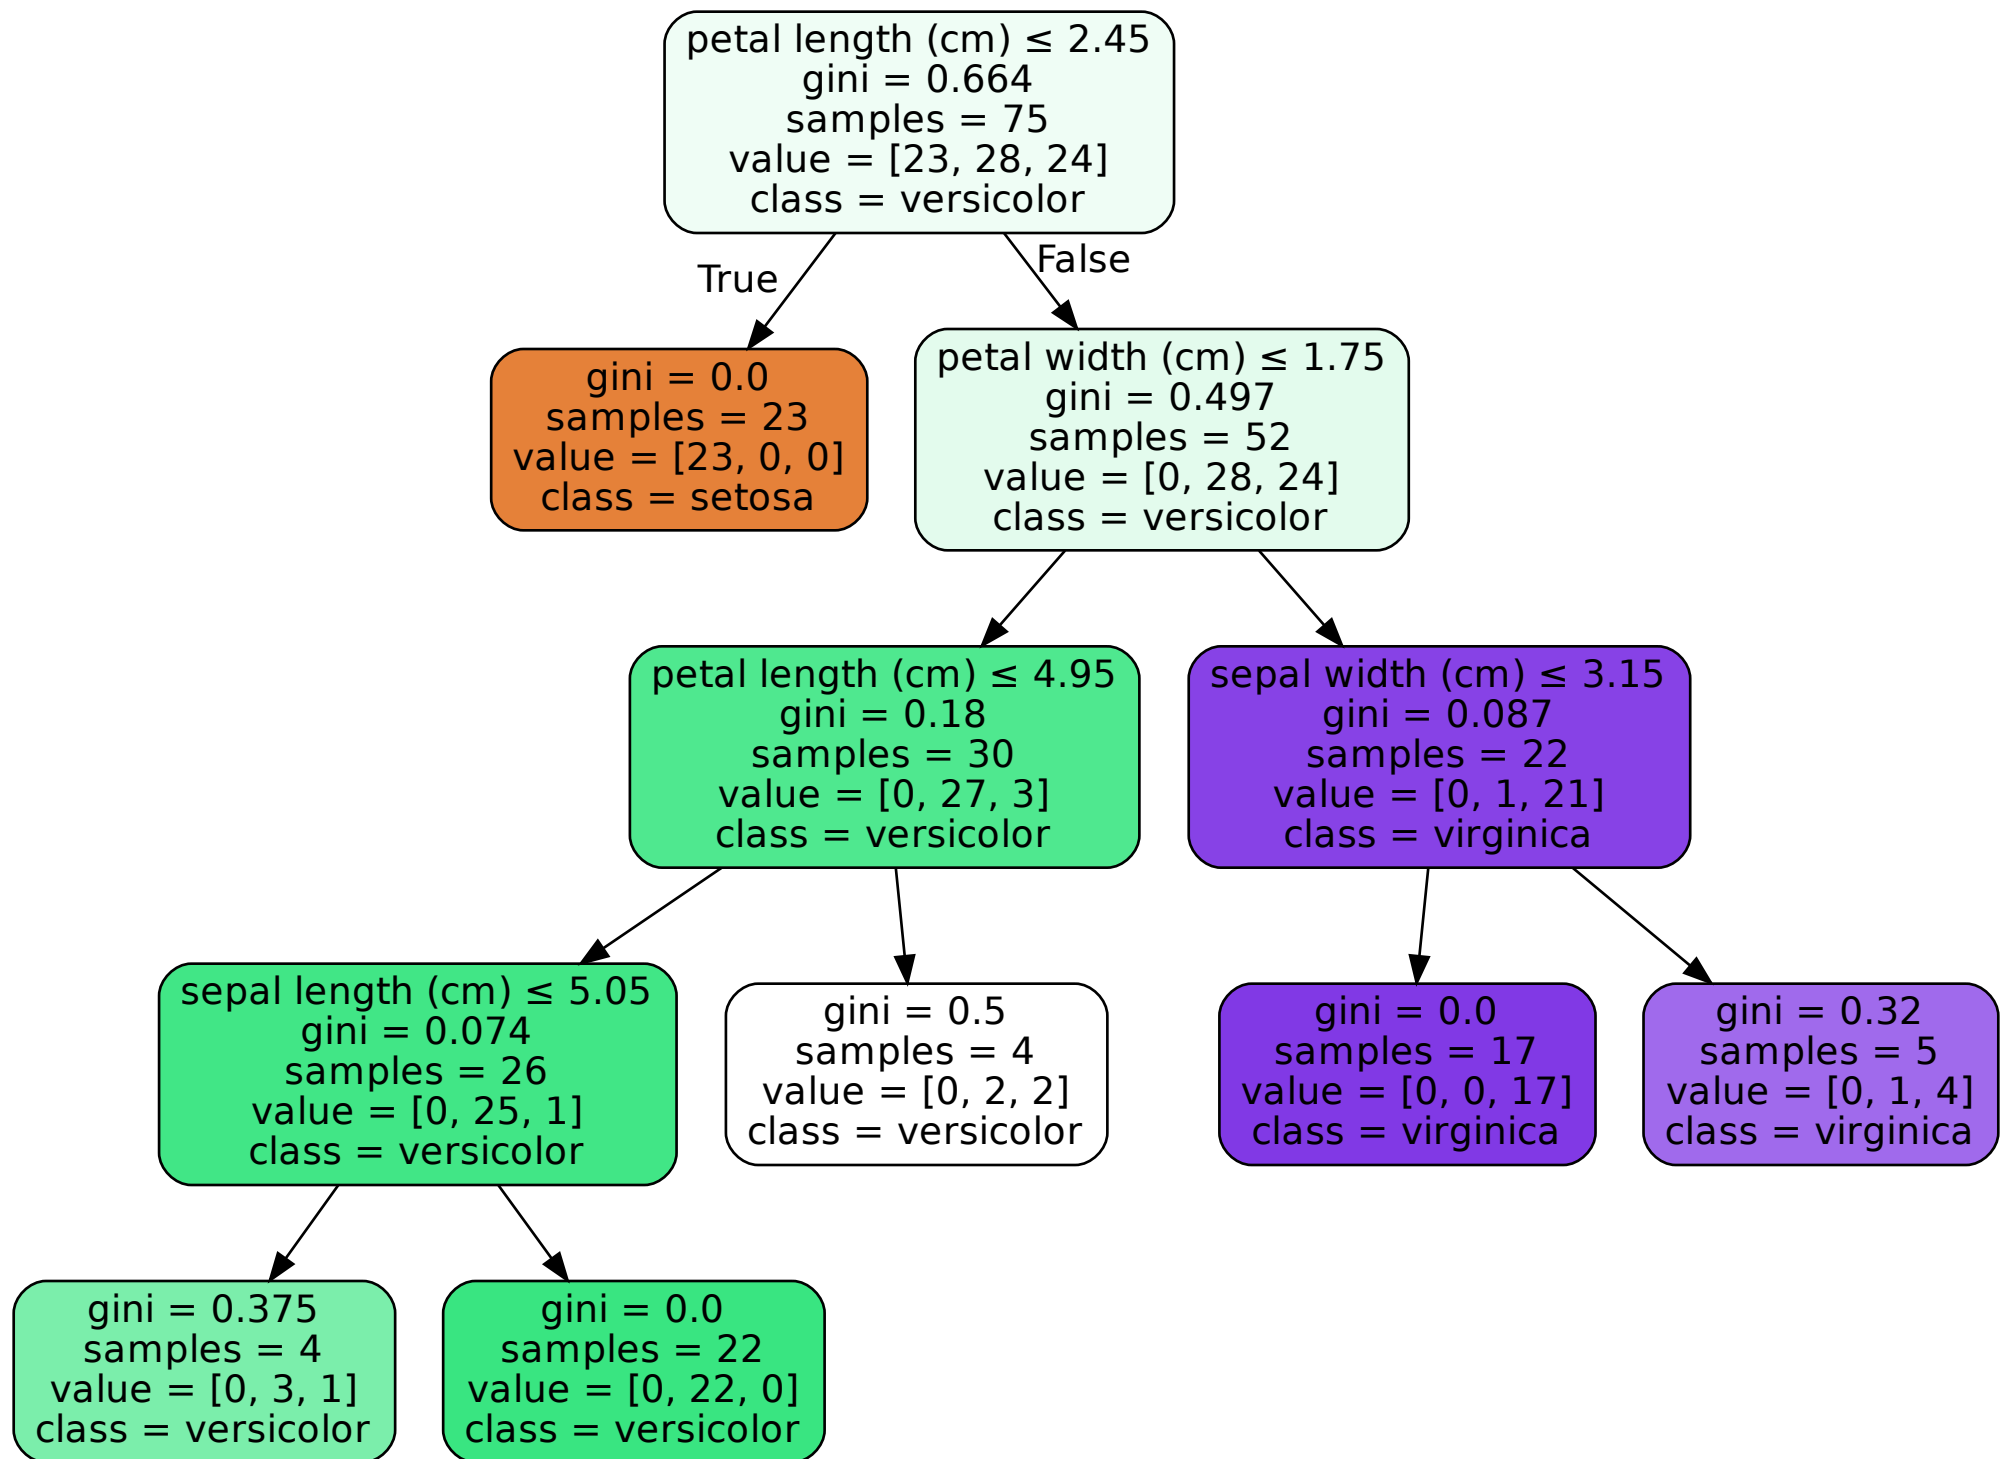 petal length (cm) ≤ 2.45
gini = 0.664
samples = 75
value = [23, 28, 24]
class = versicolor
True
False
gini = 0.0
samples = 23
value = [23, 0, 0]
class = setosa
petal width (cm) ≤ 1.75
gini = 0.497
samples = 52
value = [0, 28, 24]
class = versicolor
petal length (cm) ≤ 4.95
gini = 0.18
samples = 30
value = [0, 27, 3]
class = versicolor
sepal width (cm) ≤ 3.15
gini = 0.087
samples = 22
value = [0, 1, 21]
class = virginica
sepal length (cm) ≤ 5.05
gini = 0.074
samples = 26
value = [0, 25, 1]
class = versicolor
gini = 0.5
samples = 4
value = [0, 2, 2]
class = versicolor
gini = 0.0
samples = 17
value = [0, 0, 17]
class = virginica
gini = 0.32
samples = 5
value = [0, 1, 4]
class = virginica
gini = 0.375
samples = 4
value = [0, 3, 1]
class = versicolor
gini = 0.0
samples = 22
value = [0, 22, 0]
class = versicolor